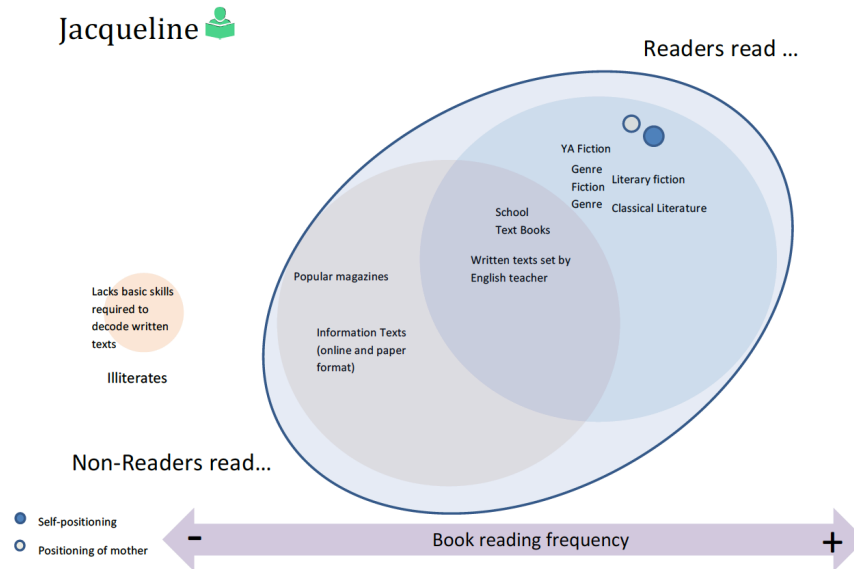 Jacqueline
Readers read ...
YA Fiction
Genre
Fiction
Genre
Literary fiction
Classical Literature
School
Text Books
Written texts set by
English teacher
Popular magazines
Information Texts
(online and paper
format)
Lacks basic skills
required to
decode written
texts
Illiterates
Non-Readers read...
Self-positioning
Positioning of mother
-
Book reading frequency
+